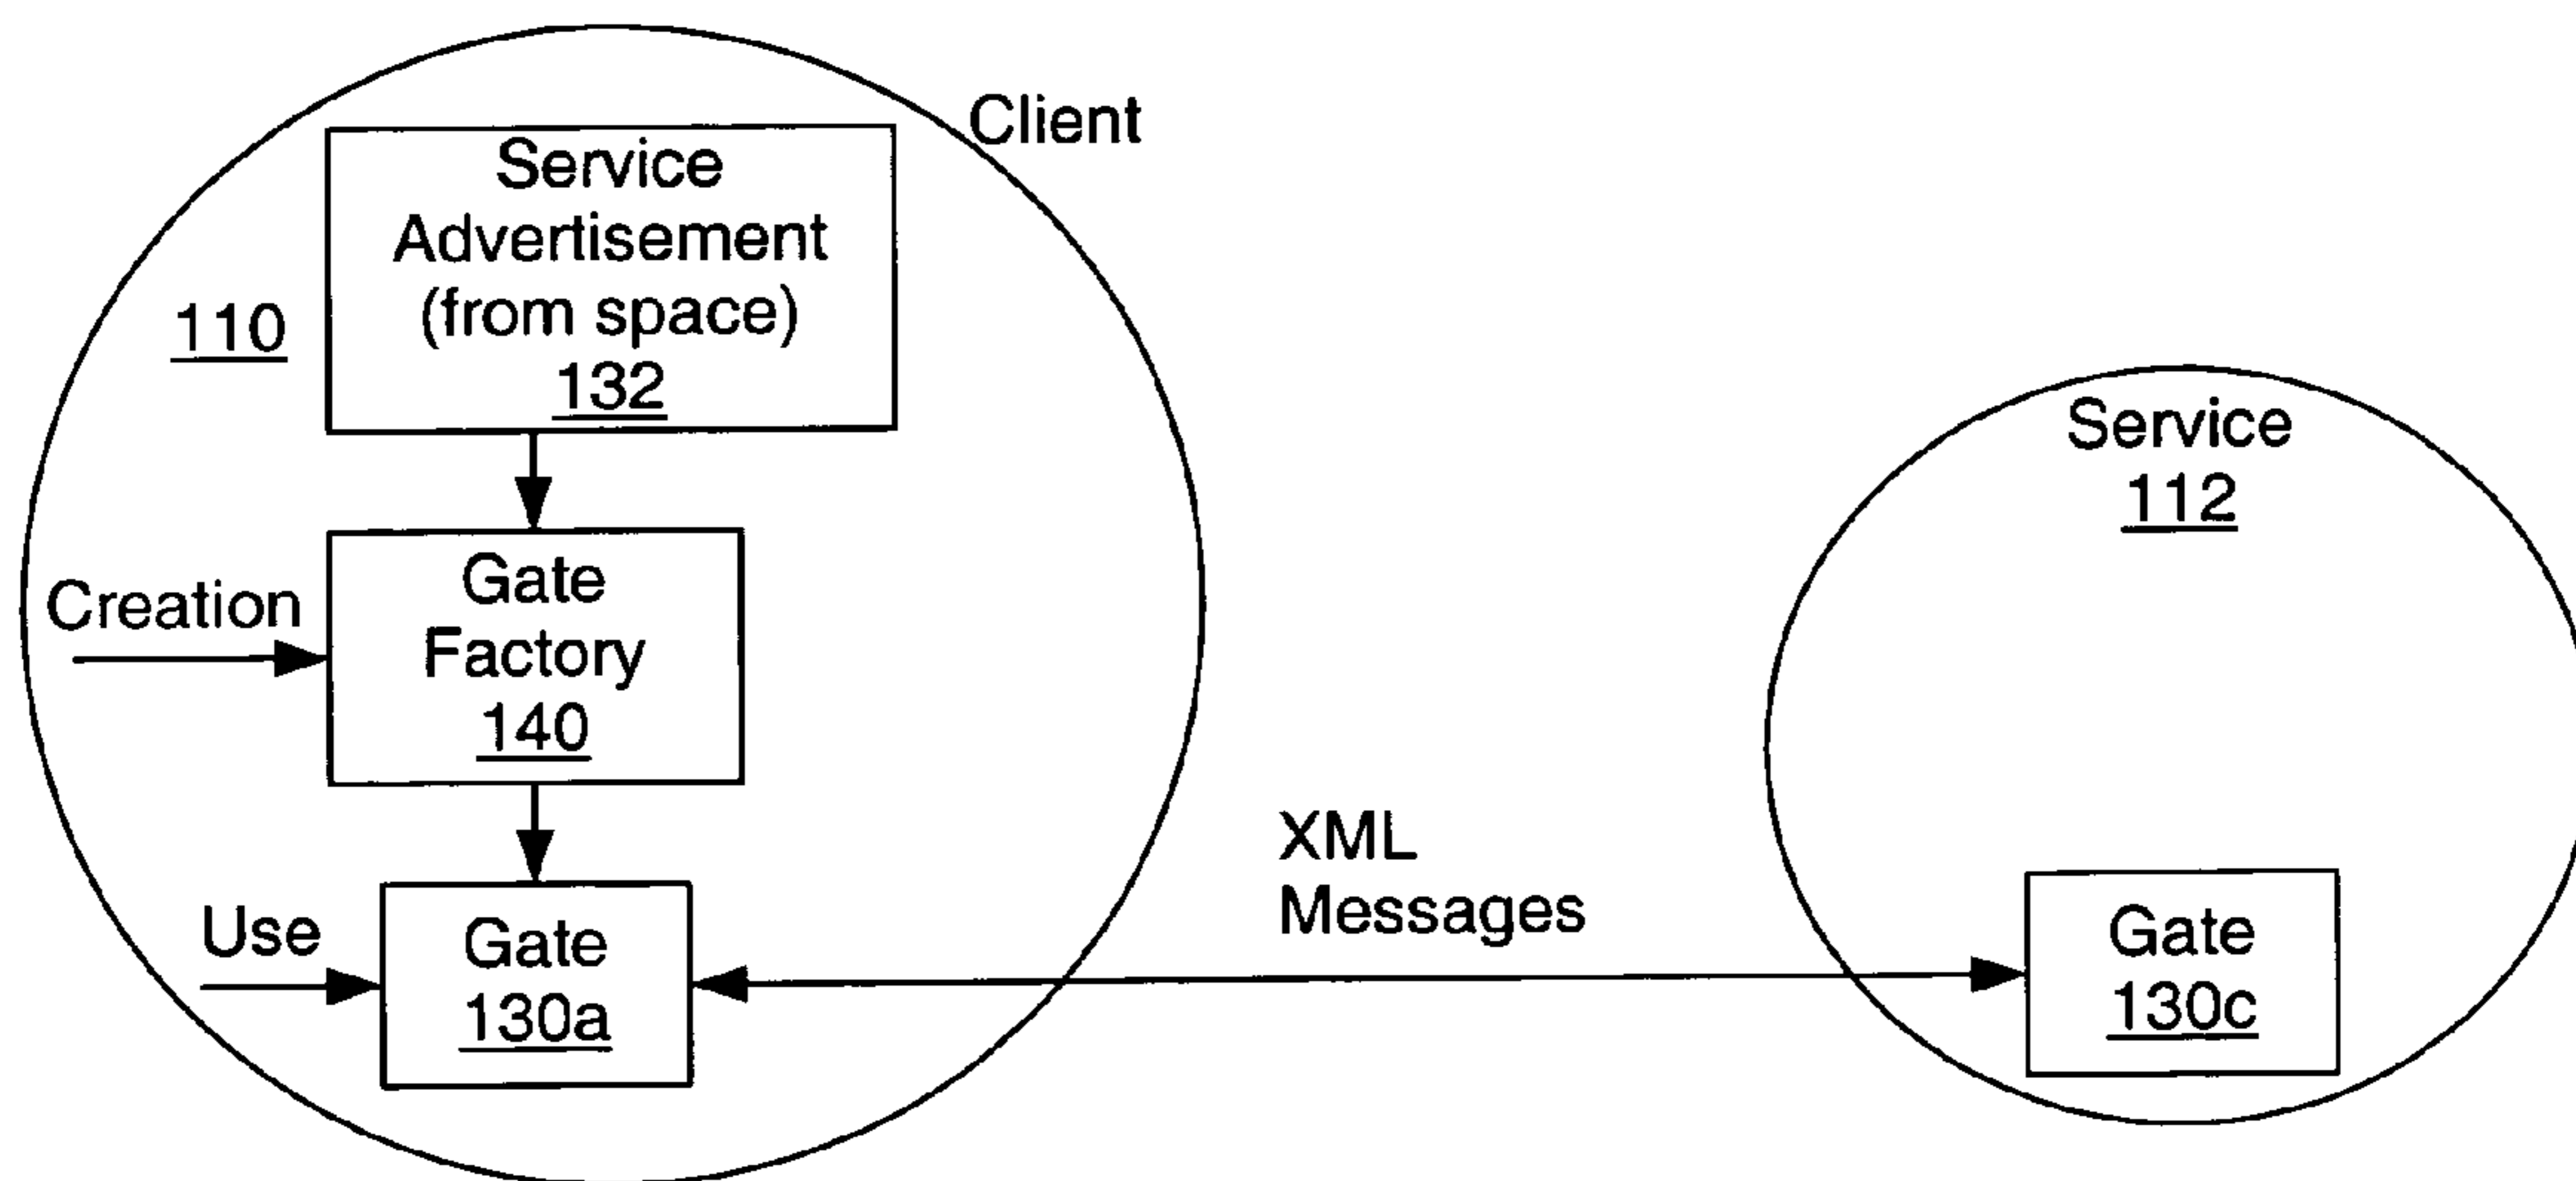 Client
110
Service
Advertisement
(from space)
132
Creation
Gate
Factory
140
Use
Gate
130a
XML
Messages
Service
112
Gate
130c